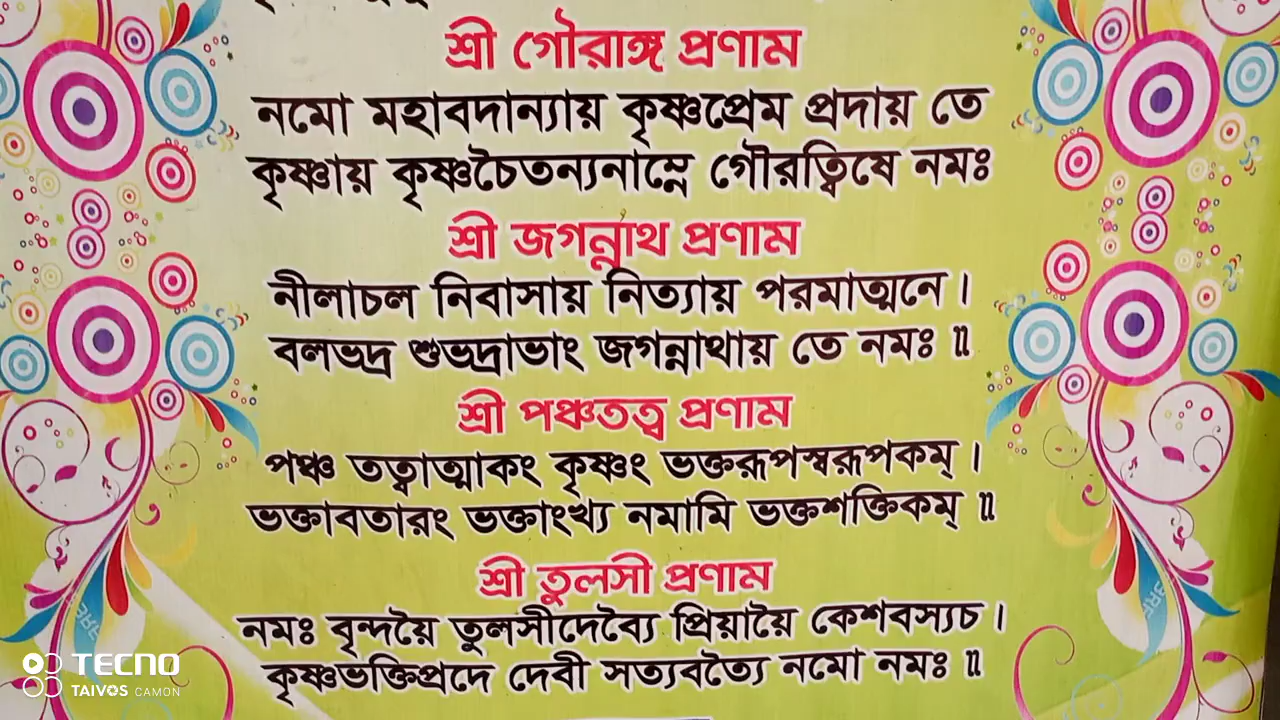 শ্রী গৌরাঙ্গ প্রণাম
নমো মহাবদান্যায় কৃষ্ণপ্রেম প্রদায় তে
কৃষ্ণায় কৃষ্ণচৈতন্যনাম্নে গৌরত্বিষে নমঃ
শ্রী জগন্নাথ প্রণাম
নীলাচল নিবাসায় নিত্যায় পরমাত্মনে।
বলভদ্র শুভদ্রাভাং জগন্নাথায় তে নমঃ॥
শ্রী পঞ্চতত্ব প্রণাম
পঞ্চ তত্বাত্মাকং কৃষ্ণং ভক্তরূপস্বরূপকম্।
ভক্তাবতারং ভক্তাংখ্য নমামি ভক্তশক্তিকম্॥
শ্রী তুলসী প্রণাম
নমঃ বৃন্দয়ৈ তুলসীদেব্যৈ প্রিয়ায়ৈ কেশবস্যচ।
কৃষ্ণভক্তিপ্রদে দেবী সত্যবত্যৈ নমো নমঃ॥
TECNO
TAIVOS CAMON